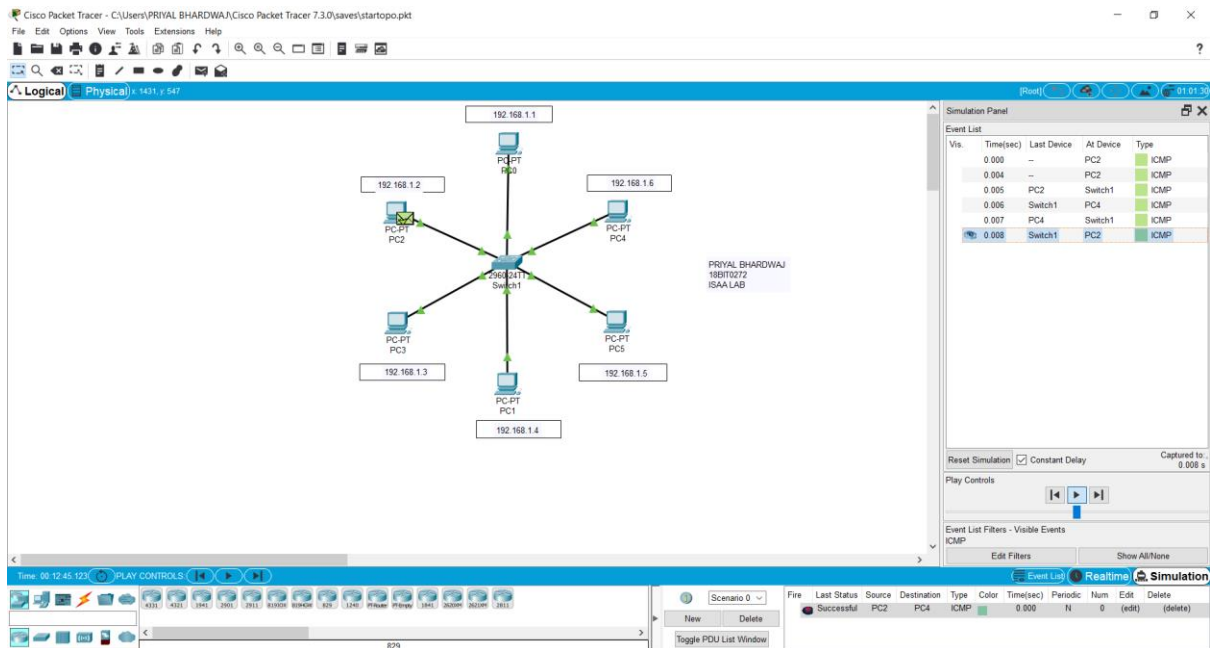 Cisco Packet Tracer - C:\Users\PRIYAL BHARDWAJ\Cisco Packet Tracer 7.3.0\saves\startopo.pkt
File Edit Options View Tools Extensions Help
?
Logical Physical x: 1431, y: 547 [Root] 01:01:30
192.168.1.1
PC-PT
PC0
192.168.1.2
PC-PT
PC2
192.168.1.6
PC-PT
PC4
2960-24TT
Switch1
PRIYAL BHARDWAJ
18BIT0272
ISAA LAB
PC-PT
PC3
192.168.1.3
PC-PT
PC5
192.168.1.5
PC-PT
PC1
192.168.1.4
Simulation Panel
Event List
Vis. Time(sec) Last Device At Device Type
0.000 -- PC2 ICMP
0.004 -- PC2 ICMP
0.005 PC2 Switch1 ICMP
0.006 Switch1 PC4 ICMP
0.007 PC4 Switch1 ICMP
0.008 Switch1 PC2 ICMP
Reset Simulation Constant Delay Captured to:
0.008 s
Play Controls
Event List Filters - Visible Events
ICMP
Edit Filters Show All/None
Time: 00:12:45.123 PLAY CONTROLS: Event List Realtime Simulation
4331 4321 1941 2901 2911 819IOX 819HGW 829 1240 PT-Router PT-Empty 1841 2620XM 2621XM 2811
829
Scenario 0
New Delete
Toggle PDU List Window
Fire Last Status Source Destination Type Color Time(sec) Periodic Num Edit Delete
Successful PC2 PC4 ICMP 0.000 N 0 (edit) (delete)